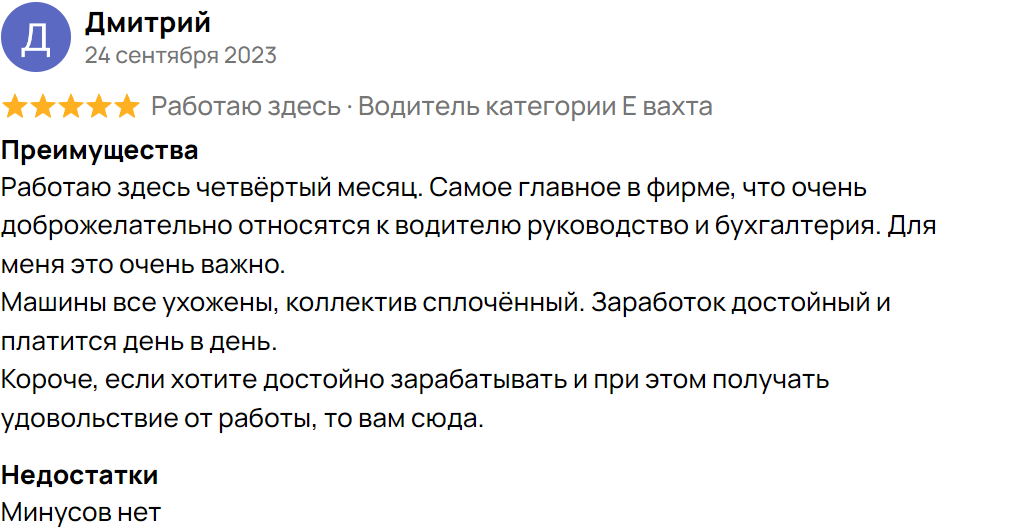 Д
Дмитрий
24 сентября 2023
Работаю здесь · Водитель категории Е вахта
Преимущества
Работаю здесь четвёртый месяц. Самое главное в фирме, что очень
доброжелательно относятся к водителю руководство и бухгалтерия. Для
меня это очень важно.
Машины все ухожены, коллектив сплочённый. Заработок достойный и
платится день в день.
Короче, если хотите достойно зарабатывать и при этом получать
удовольствие от работы, то вам сюда.
Недостатки
Минусов нет